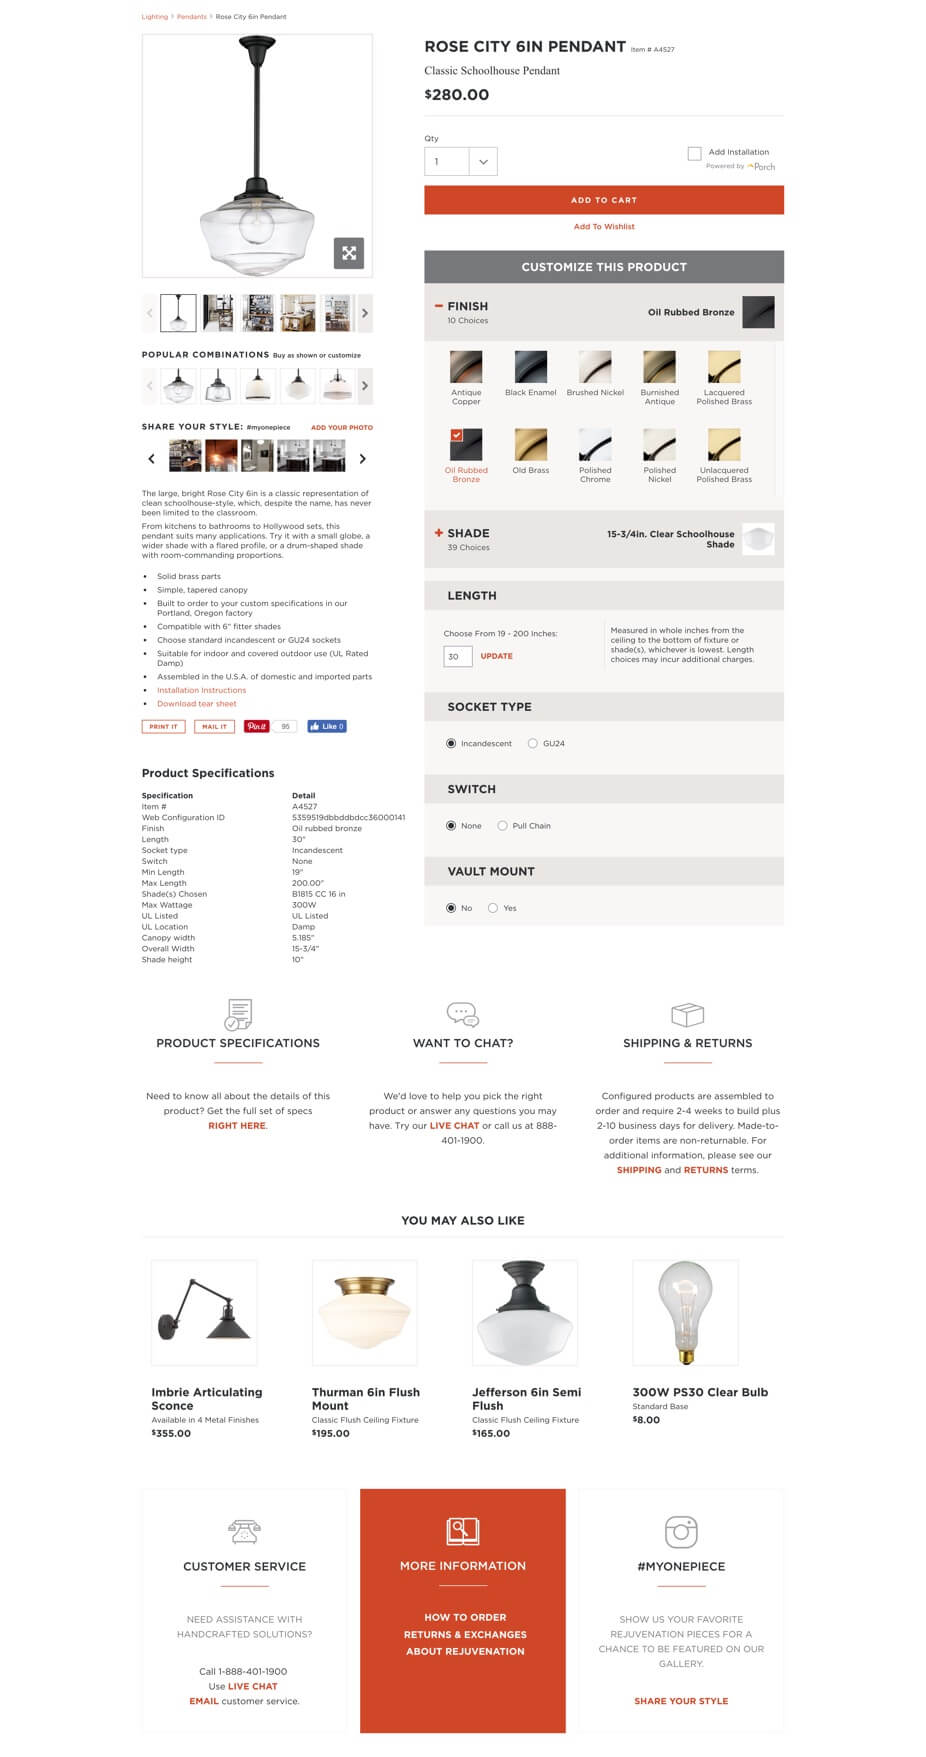 Lighting > Pendants > Rose City 6in Pendant
ROSE CITY 6IN PENDANT Item # A4527
Classic Schoolhouse Pendant
$280.00
Qty
1
Add Installation
Powered by Porch
ADD TO CART
Add To Wishlist
CUSTOMIZE THIS PRODUCT
FINISH
10 Choices
Oil Rubbed Bronze
Antique
Copper
Black Enamel
Brushed Nickel
Burnished
Antique
Lacquered
Polished Brass
Oil Rubbed
Bronze
Old Brass
Polished
Chrome
Polished
Nickel
Unlacquered
Polished Brass
SHADE
39 Choices
15-3/4in. Clear Schoolhouse
Shade
LENGTH
Choose From 19 - 200 Inches:
30 UPDATE
Measured in whole inches from the
ceiling to the bottom of fixture or
shade(s), whichever is lowest. Length
choices may incur additional charges.
SOCKET TYPE
Incandescent GU24
SWITCH
None Pull Chain
VAULT MOUNT
No Yes
POPULAR COMBINATIONS Buy as shown or customize
SHARE YOUR STYLE: #myonepiece ADD YOUR PHOTO
The large, bright Rose City 6in is a classic representation of
clean schoolhouse-style, which, despite the name, has never
been limited to the classroom.
From kitchens to bathrooms to Hollywood sets, this
pendant suits many applications. Try it with a small globe, a
wider shade with a flared profile, or a drum-shaped shade
with room-commanding proportions.
• Solid brass parts
• Simple, tapered canopy
• Built to order to your custom specifications in our
Portland, Oregon factory
• Compatible with 6" fitter shades
• Choose standard incandescent or GU24 sockets
• Suitable for indoor and covered outdoor use (UL Rated
Damp)
• Assembled in the U.S.A. of domestic and imported parts
• Installation Instructions
• Download tear sheet
PRINT IT MAIL IT Pin it 95 Like 0
Product Specifications
Specification Detail
Item # A4527
Web Configuration ID 5359519dbbddbdcc36000141
Finish Oil rubbed bronze
Length 30"
Socket type Incandescent
Switch None
Min Length 19"
Max Length 200.00"
Shade(s) Chosen B1815 CC 16 in
Max Wattage 300W
UL Listed UL Listed
UL Location Damp
Canopy width 5.185"
Overall Width 15-3/4"
Shade height 10"
PRODUCT SPECIFICATIONS
Need to know all about the details of this
product? Get the full set of specs
RIGHT HERE.
WANT TO CHAT?
We'd love to help you pick the right
product or answer any questions you may
have. Try our LIVE CHAT or call us at 888-
401-1900.
SHIPPING & RETURNS
Configured products are assembled to
order and require 2-4 weeks to build plus
2-10 business days for delivery. Made-to-
order items are non-returnable. For
additional information, please see our
SHIPPING and RETURNS terms.
YOU MAY ALSO LIKE
Imbrie Articulating
Sconce
Available in 4 Metal Finishes
$355.00
Thurman 6in Flush
Mount
Classic Flush Ceiling Fixture
$195.00
Jefferson 6in Semi
Flush
Classic Flush Ceiling Fixture
$165.00
300W PS30 Clear Bulb
Standard Base
$8.00
CUSTOMER SERVICE
NEED ASSISTANCE WITH
HANDCRAFTED SOLUTIONS?
Call 1-888-401-1900
Use LIVE CHAT
EMAIL customer service.
MORE INFORMATION
HOW TO ORDER
RETURNS & EXCHANGES
ABOUT REJUVENATION
#MYONEPIECE
SHOW US YOUR FAVORITE
REJUVENATION PIECES FOR A
CHANCE TO BE FEATURED ON OUR
GALLERY.
SHARE YOUR STYLE